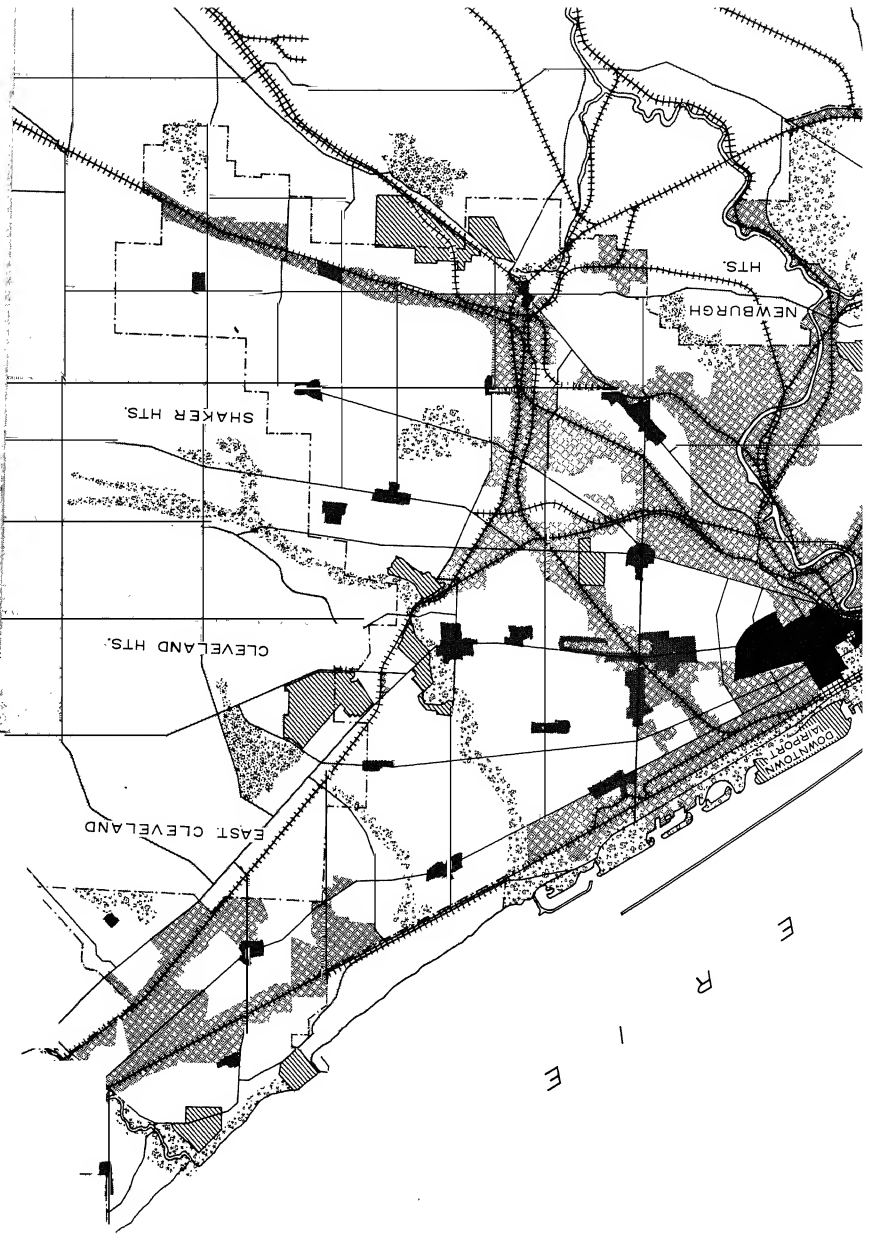 E R I E
EAST CLEVELAND
DOWNTOWN
AIRPORT
CLEVELAND HTS.
SHAKER HTS.
NEWBURGH
HTS.